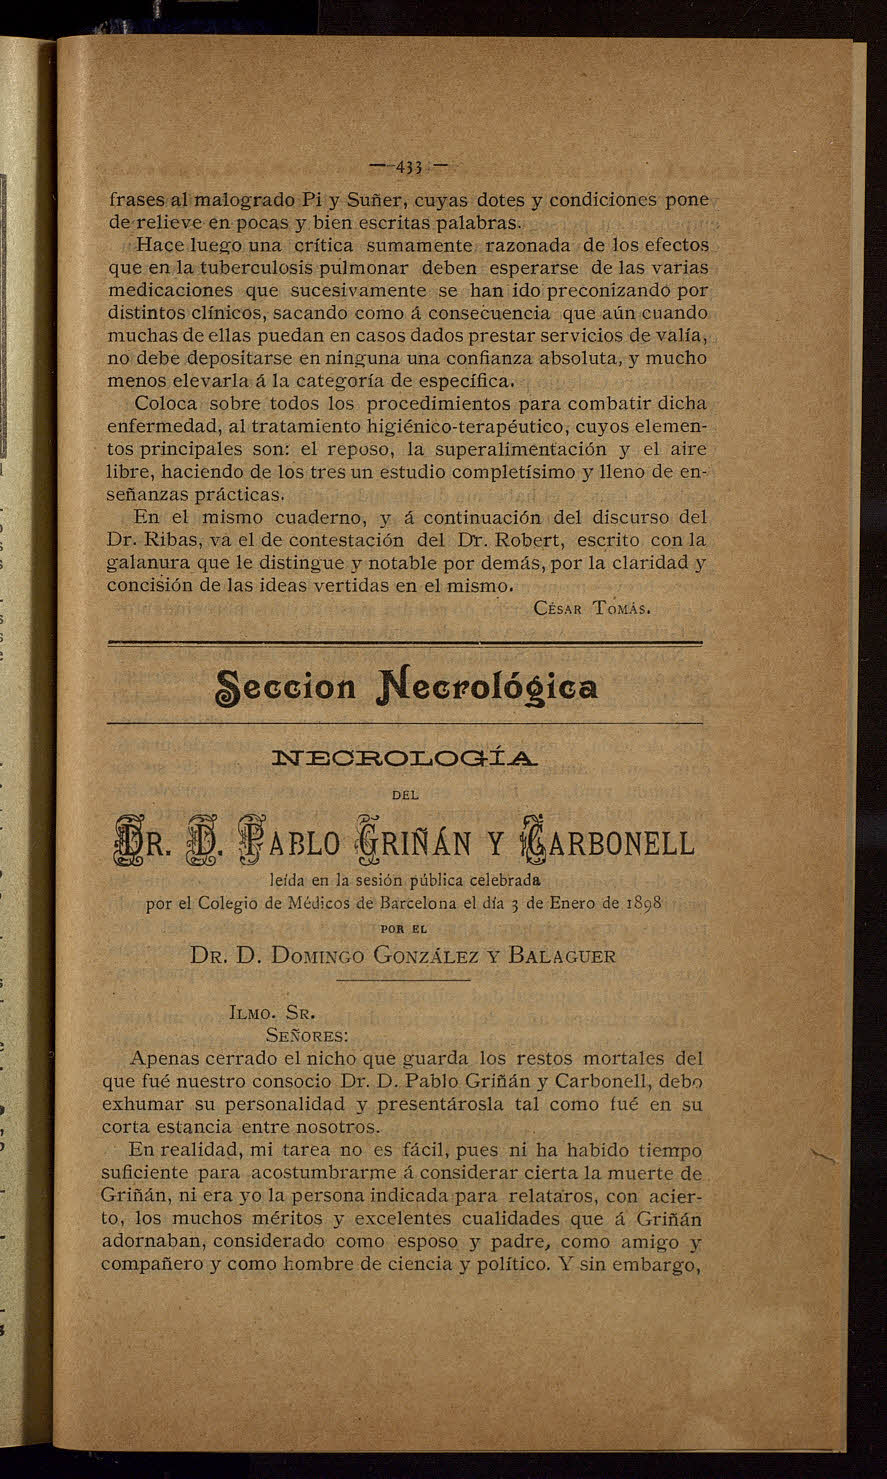 — 433 —
frases al malogrado Pi y Suñer, cuyas dotes y condiciones pone
de relieve en pocas y bien escritas palabras.
Hace luego una crítica sumamente razonada de los efectos
que en la tuberculosis pulmonar deben esperarse de las varias
medicaciones que sucesivamente se han ido preconizando por
distintos clínicos, sacando como á consecuencia que aún cuando
muchas de ellas puedan en casos dados prestar servicios de valía,
no debe depositarse en ninguna una confianza absoluta, y mucho
menos elevarla á la categoría de específica.
Coloca sobre todos los procedimientos para combatir dicha
enfermedad, al tratamiento higiénico-terapéutico, cuyos elemen-
tos principales son: el reposo, la superalimentación y el aire
libre, haciendo de los tres un estudio completísimo y lleno de en-
señanzas prácticas.
En el mismo cuaderno, y á continuación del discurso del
Dr. Ribas, va el de contestación del Dr. Robert, escrito con la
galanura que le distingue y notable por demás, por la claridad y
concisión de las ideas vertidas en el mismo.
César Tomás.
Seccion Necrológica
NECROLOGÍA
DEL
Dr. D. Pablo Griñán y Carbonell
leída en la sesión pública celebrada
por el Colegio de Médicos de Barcelona el día 3 de Enero de 1898
POR EL
Dr. D. Domingo González y Balaguer
Ilmo. Sr.
Señores:
Apenas cerrado el nicho que guarda los restos mortales del
que fué nuestro consocio Dr. D. Pablo Griñán y Carbonell, debo
exhumar su personalidad y presentárosla tal como fué en su
corta estancia entre nosotros.
En realidad, mi tarea no es fácil, pues ni ha habido tiempo
suficiente para acostumbrarme á considerar cierta la muerte de
Griñán, ni era yo la persona indicada para relataros, con acier-
to, los muchos méritos y excelentes cualidades que á Griñán
adornaban, considerado como esposo y padre, como amigo y
compañero y como hombre de ciencia y político. Y sin embargo,